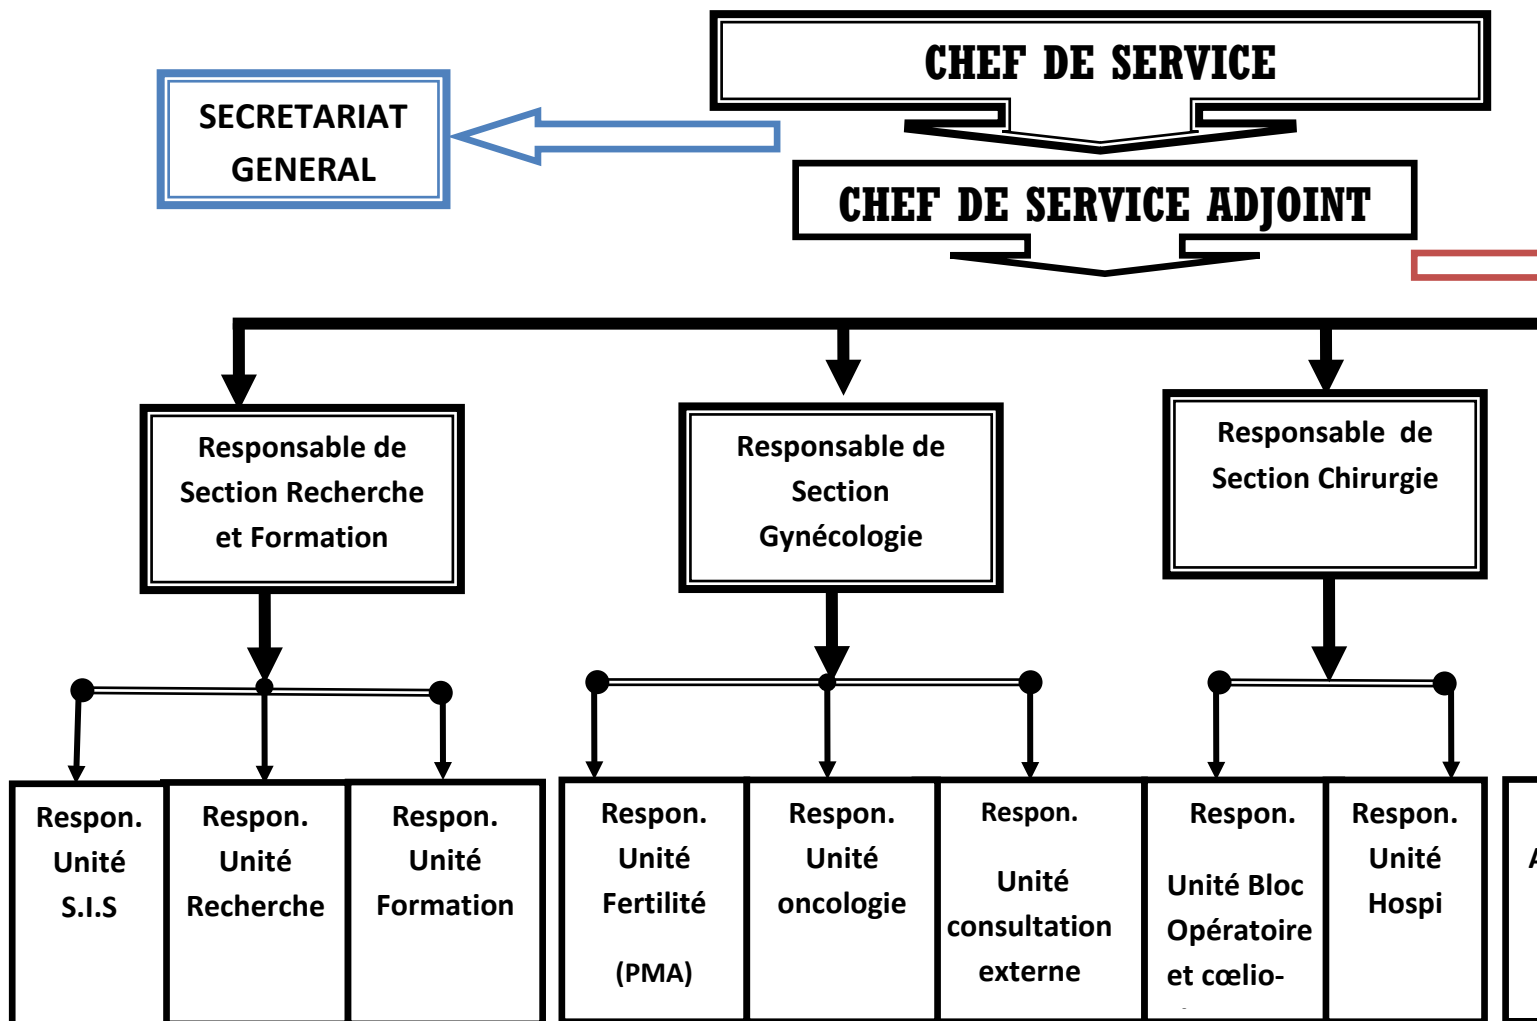 CHEF DE SERVICE
SECRETARIAT
GENERAL
CHEF DE SERVICE ADJOINT
Responsable de
Section Recherche
et Formation
Responsable de
Section
Gynécologie
Responsable de
Section Chirurgie
Respon.
Unité
S.I.S
Respon.
Unité
Recherche
Respon.
Unité
Formation
Respon.
Unité
Fertilité
(PMA)
Respon.
Unité
oncologie
Respon.
Unité
consultation
externe
Respon.
Unité Bloc
Opératoire
et cœlio-
Respon.
Unité
Hospi